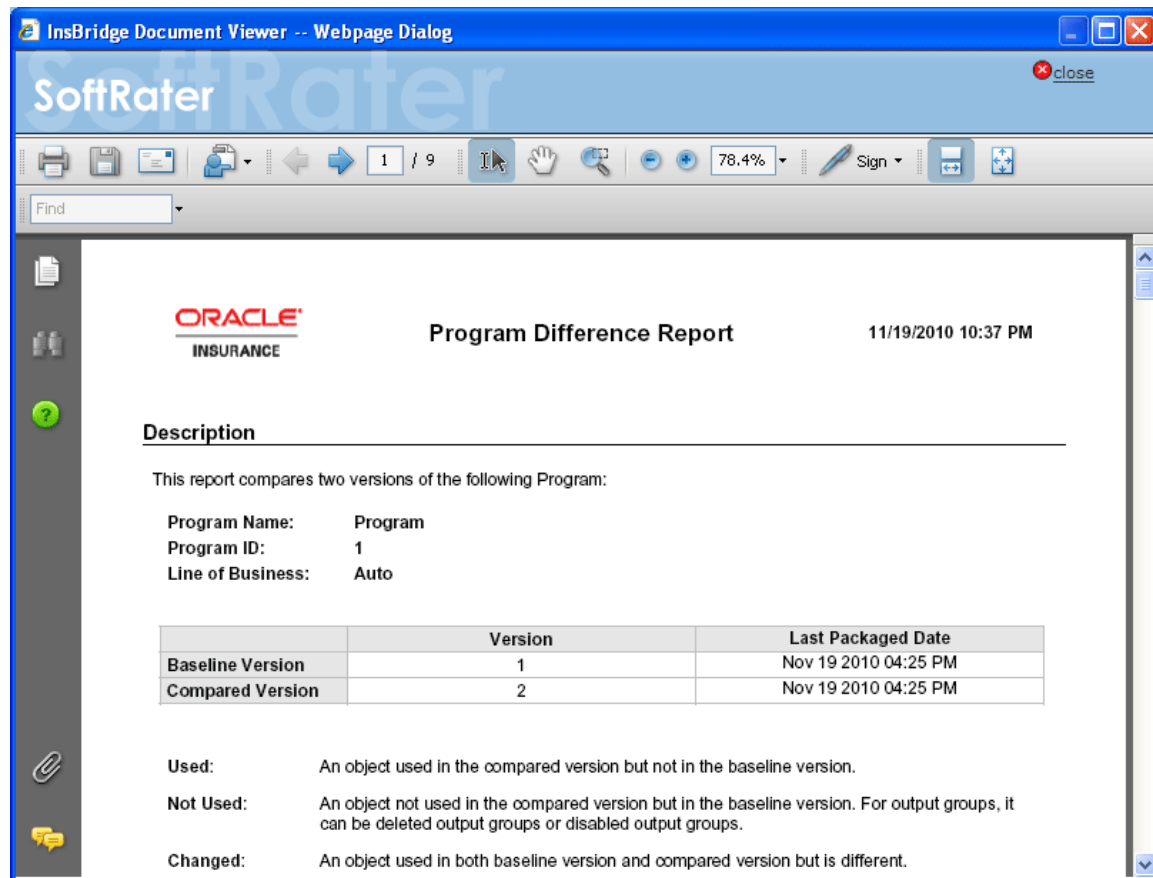 InsBridge Document Viewer -- Webpage Dialog
SoftRater
SoftRater
close
1 / 9
78.4%
Sign
Find
ORACLE
INSURANCE
Program Difference Report
11/19/2010 10:37 PM
Description
This report compares two versions of the following Program:
Program Name: Program
Program ID: 1
Line of Business: Auto
Version Last Packaged Date
Baseline Version 1 Nov 19 2010 04:25 PM
Compared Version 2 Nov 19 2010 04:25 PM
Used: An object used in the compared version but not in the baseline version.
Not Used: An object not used in the compared version but in the baseline version. For output groups, it
can be deleted output groups or disabled output groups.
Changed: An object used in both baseline version and compared version but is different.